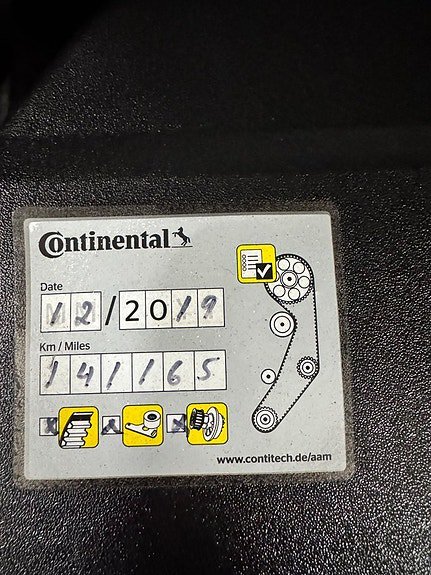 Continental
Date
12/2019
Km / Miles
141165
www.contitech.de/aam